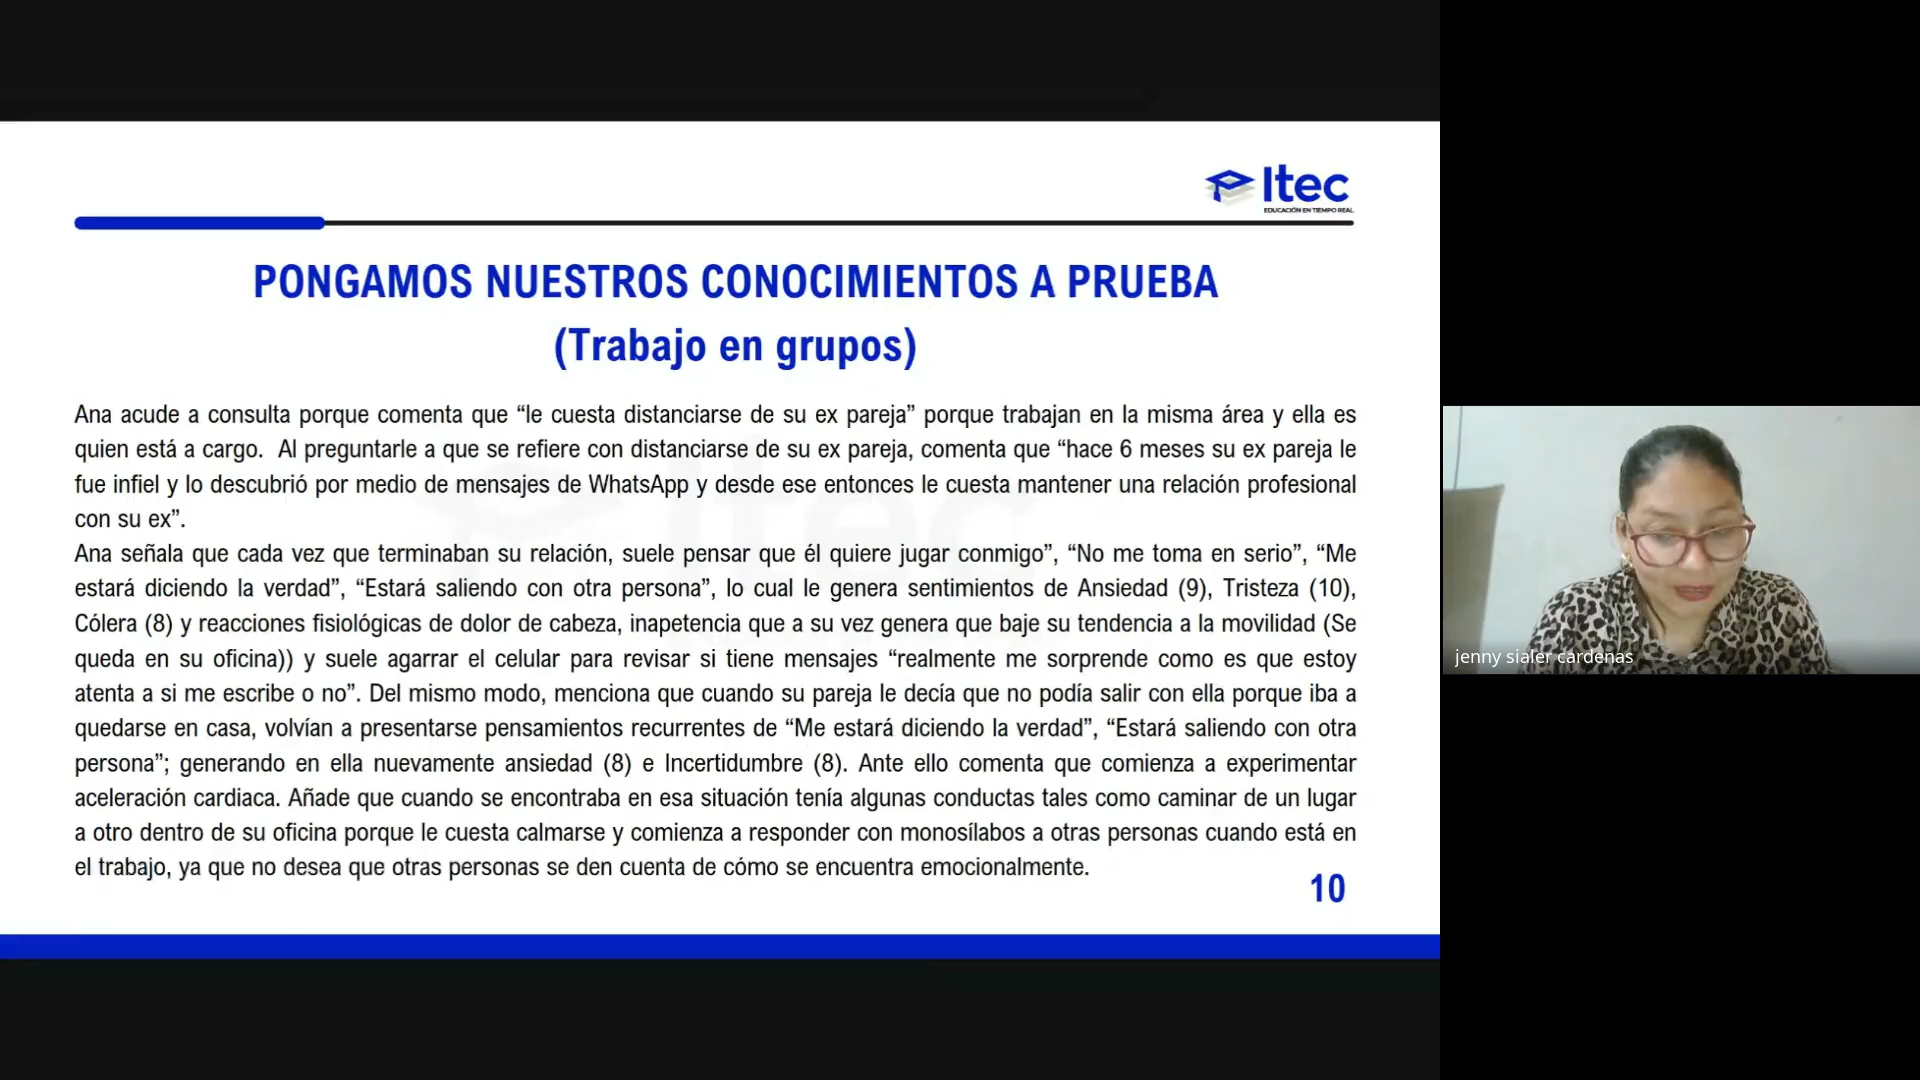 Itec
EDUCACIÓN EN TIEMPO REAL
PONGAMOS NUESTROS CONOCIMIENTOS A PRUEBA
(Trabajo en grupos)
Ana acude a consulta porque comenta que “le cuesta distanciarse de su ex pareja” porque trabajan en la misma área y ella es
quien está a cargo.  Al preguntarle a que se refiere con distanciarse de su ex pareja, comenta que “hace 6 meses su ex pareja le
fue infiel y lo descubrió por medio de mensajes de WhatsApp y desde ese entonces le cuesta mantener una relación profesional
con su ex”.
Ana señala que cada vez que terminaban su relación, suele pensar que él quiere jugar conmigo”, “No me toma en serio”, “Me
estará diciendo la verdad”, “Estará saliendo con otra persona”, lo cual le genera sentimientos de Ansiedad (9), Tristeza (10),
Cólera (8) y reacciones fisiológicas de dolor de cabeza, inapetencia que a su vez genera que baje su tendencia a la movilidad (Se
queda en su oficina)) y suele agarrar el celular para revisar si tiene mensajes “realmente me sorprende como es que estoy
atenta a si me escribe o no”. Del mismo modo, menciona que cuando su pareja le decía que no podía salir con ella porque iba a
quedarse en casa, volvían a presentarse pensamientos recurrentes de “Me estará diciendo la verdad”, “Estará saliendo con otra
persona”; generando en ella nuevamente ansiedad (8) e Incertidumbre (8). Ante ello comenta que comienza a experimentar
aceleración cardiaca. Añade que cuando se encontraba en esa situación tenía algunas conductas tales como caminar de un lugar
a otro dentro de su oficina porque le cuesta calmarse y comienza a responder con monosílabos a otras personas cuando está en
el trabajo, ya que no desea que otras personas se den cuenta de cómo se encuentra emocionalmente.
10
jenny sialer cardenas